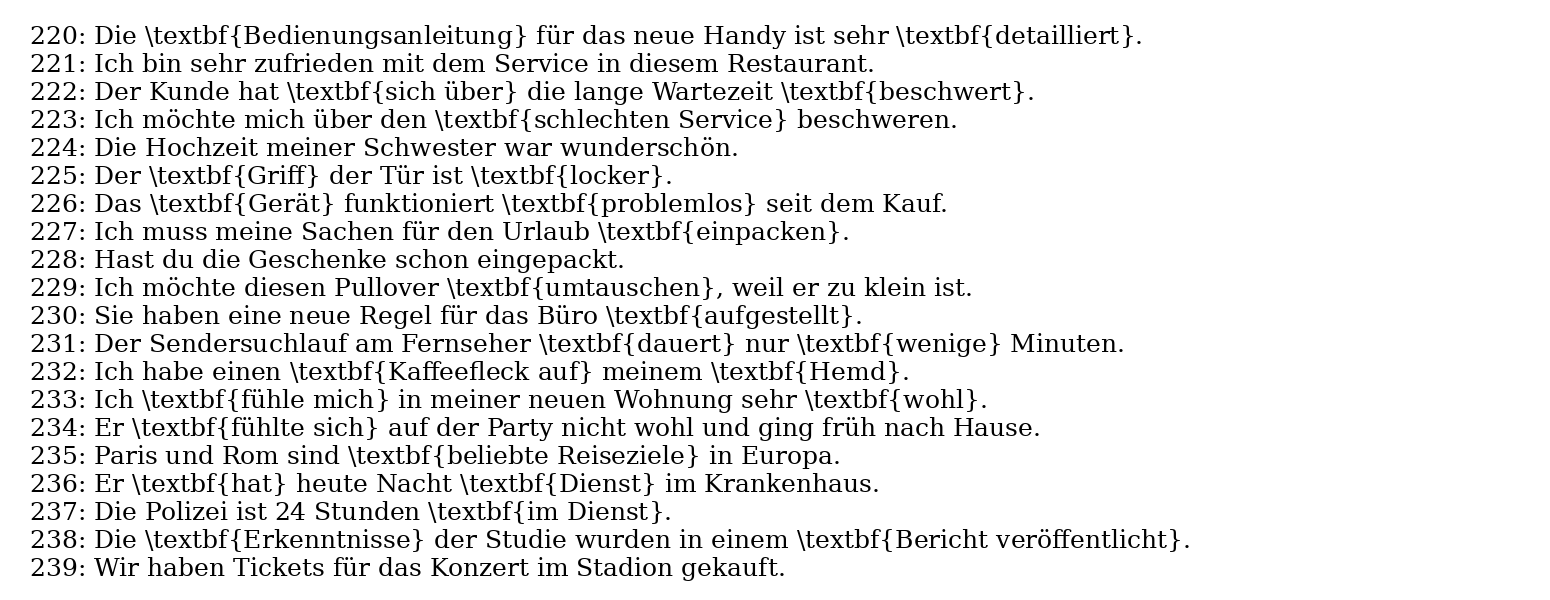 220: Die \textbf{Bedienungsanleitung} für das neue Handy ist sehr \textbf{detailliert}.
221: Ich bin sehr zufrieden mit dem Service in diesem Restaurant.
222: Der Kunde hat \textbf{sich über} die lange Wartezeit \textbf{beschwert}.
223: Ich möchte mich über den \textbf{schlechten Service} beschweren.
224: Die Hochzeit meiner Schwester war wunderschön.
225: Der \textbf{Griff} der Tür ist \textbf{locker}.
226: Das \textbf{Gerät} funktioniert \textbf{problemlos} seit dem Kauf.
227: Ich muss meine Sachen für den Urlaub \textbf{einpacken}.
228: Hast du die Geschenke schon eingepackt.
229: Ich möchte diesen Pullover \textbf{umtauschen}, weil er zu klein ist.
230: Sie haben eine neue Regel für das Büro \textbf{aufgestellt}.
231: Der Sendersuchlauf am Fernseher \textbf{dauert} nur \textbf{wenige} Minuten.
232: Ich habe einen \textbf{Kaffeefleck auf} meinem \textbf{Hemd}.
233: Ich \textbf{fühle mich} in meiner neuen Wohnung sehr \textbf{wohl}.
234: Er \textbf{fühlte sich} auf der Party nicht wohl und ging früh nach Hause.
235: Paris und Rom sind \textbf{beliebte Reiseziele} in Europa.
236: Er \textbf{hat} heute Nacht \textbf{Dienst} im Krankenhaus.
237: Die Polizei ist 24 Stunden \textbf{im Dienst}.
238: Die \textbf{Erkenntnisse} der Studie wurden in einem \textbf{Bericht veröffentlicht}.
239: Wir haben Tickets für das Konzert im Stadion gekauft.